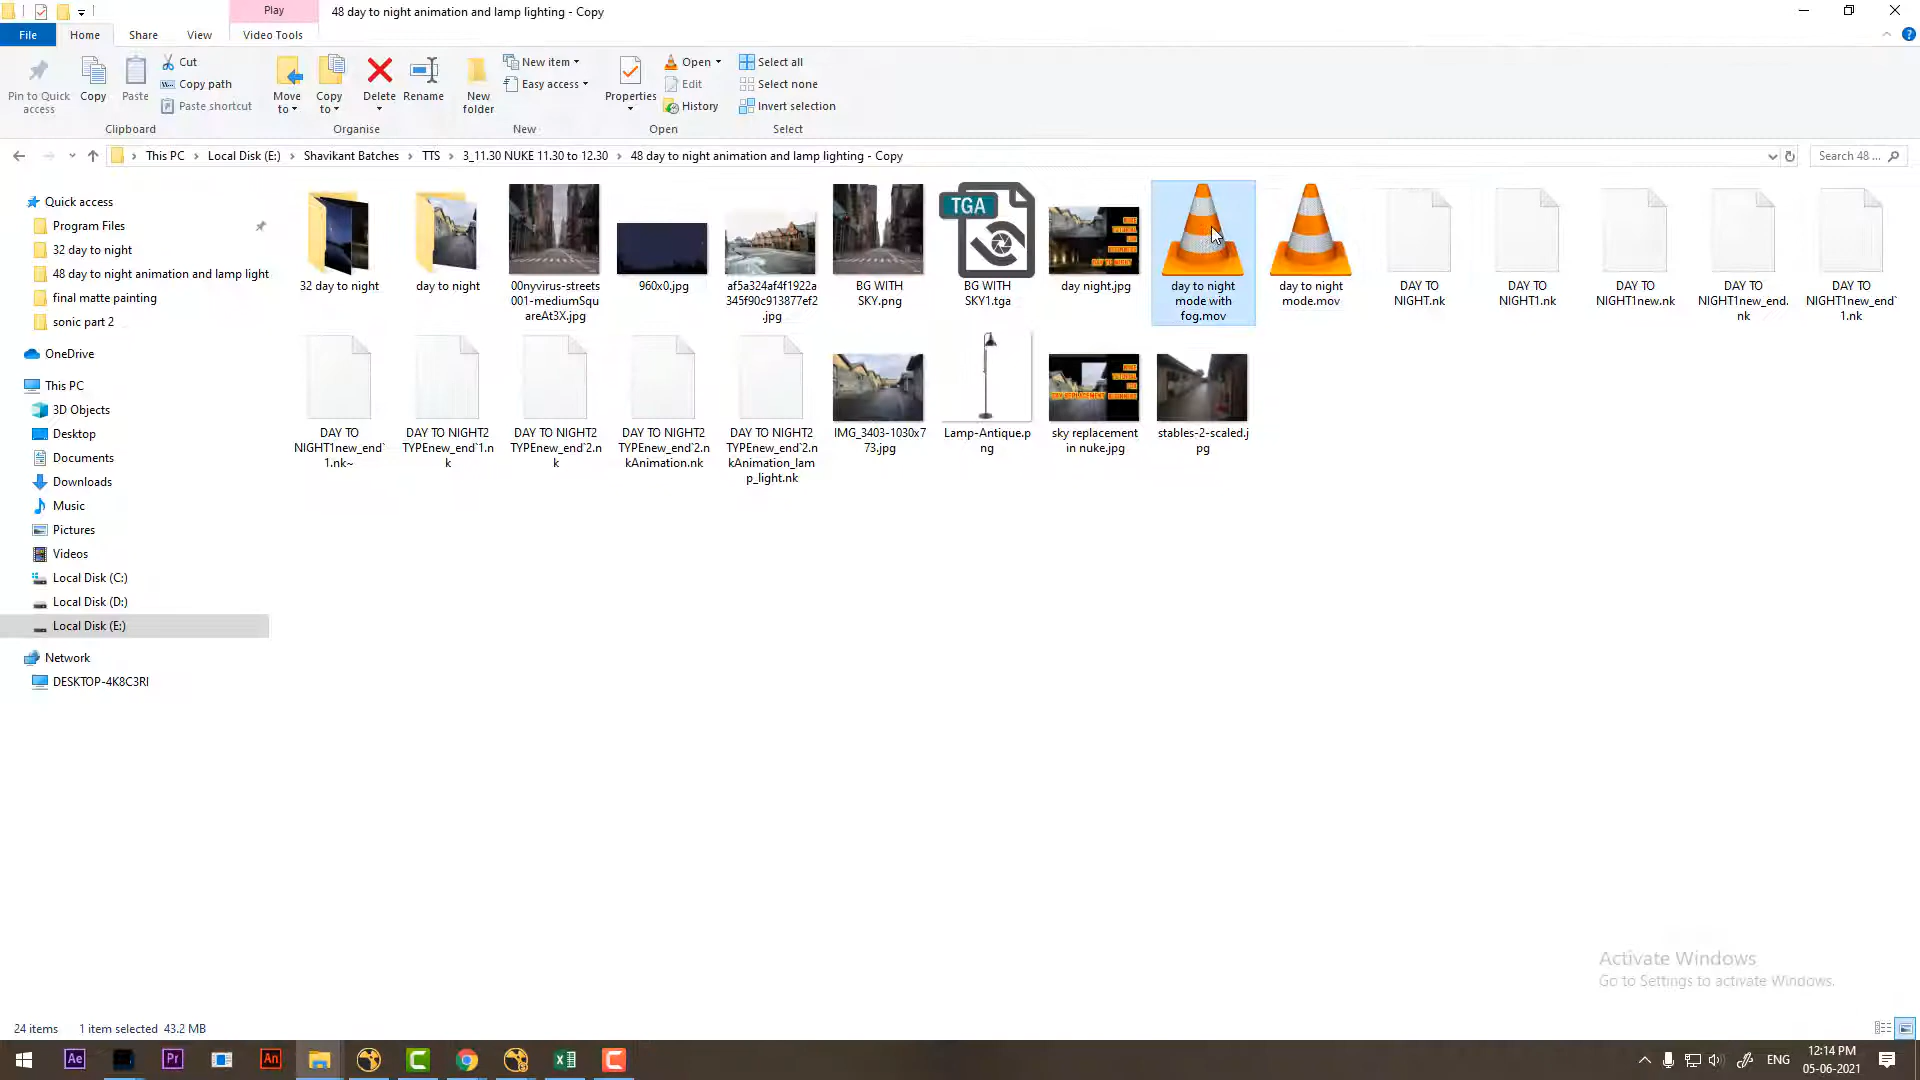 Play
48 day to night animation and lamp lighting - Copy
File
Home
Share
View
Video Tools
Pin to Quick
access
Copy
Paste
Cut
Copy path
Paste shortcut
Clipboard
Move
to
Copy
to
Delete
Rename
Organise
New
folder
New item
Easy access
New
Properties
Open
Edit
History
Open
Select all
Select none
Invert selection
Select
This PC
Local Disk (E:)
Shavikant Batches
TTS
3_11.30 NUKE 11.30 to 12.30
48 day to night animation and lamp lighting - Copy
Search 48 ...
Quick access
Program Files
32 day to night
48 day to night animation and lamp light
final matte painting
sonic part 2
OneDrive
This PC
3D Objects
Desktop
Documents
Downloads
Music
Pictures
Videos
Local Disk (C:)
Local Disk (D:)
Local Disk (E:)
Network
DESKTOP-4K8C3RI
32 day to night
day to night
00nyvirus-streets
001-mediumSqu
areAt3X.jpg
960x0.jpg
af5a324af4f1922a
345f90c913877ef2
.jpg
BG WITH
SKY.png
TGA
BG WITH
SKY1.tga
day night.jpg
day to night
mode with
fog.mov
day to night
mode.mov
DAY TO
NIGHT.nk
DAY TO
NIGHT1.nk
DAY TO
NIGHT1new.nk
DAY TO
NIGHT1new_end.
nk
DAY TO
NIGHT1new_end`
1.nk
DAY TO
NIGHT1new_end`
1.nk~
DAY TO NIGHT2
TYPEnew_end`1.n
k
DAY TO NIGHT2
TYPEnew_end`2.n
k
DAY TO NIGHT2
TYPEnew_end`2.n
kAnimation.nk
DAY TO NIGHT2
TYPEnew_end`2.n
kAnimation_lam
p_light.nk
IMG_3403-1030x7
73.jpg
Lamp-Antique.p
ng
sky replacement
in nuke.jpg
stables-2-scaled.j
pg
Activate Windows
Go to Settings to activate Windows.
24 items
1 item selected 43.2 MB
Ae
Pr
An
ENG
12:14 PM
05-06-2021